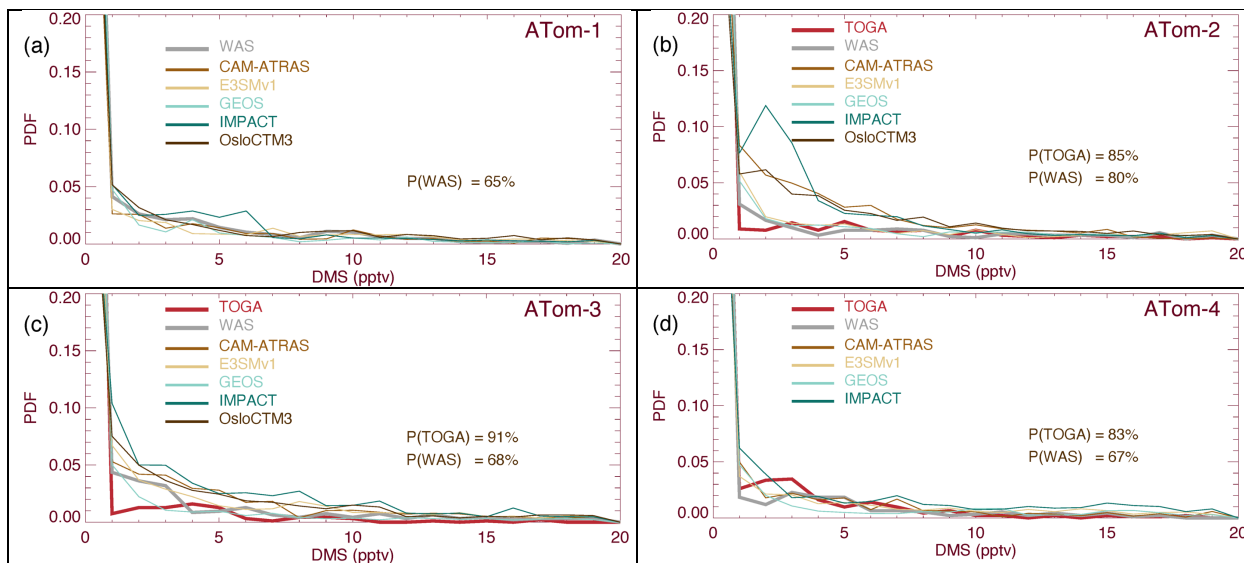 (a)
ATom-1
PDF
0.20
0.15
0.10
0.05
0.00
WAS
CAM-ATRAS
E3SMv1
GEOS
IMPACT
OsloCTM3
P(WAS) = 65%
0 5 10 15 20
DMS (pptv)
(b)
ATom-2
PDF
0.20
0.15
0.10
0.05
0.00
TOGA
WAS
CAM-ATRAS
E3SMv1
GEOS
IMPACT
OsloCTM3
P(TOGA) = 85%
P(WAS) = 80%
0 5 10 15 20
DMS (pptv)
(c)
ATom-3
PDF
0.20
0.15
0.10
0.05
0.00
TOGA
WAS
CAM-ATRAS
E3SMv1
GEOS
IMPACT
OsloCTM3
P(TOGA) = 91%
P(WAS) = 68%
0 5 10 15 20
DMS (pptv)
(d)
ATom-4
PDF
0.20
0.15
0.10
0.05
0.00
TOGA
WAS
CAM-ATRAS
E3SMv1
GEOS
IMPACT
P(TOGA) = 83%
P(WAS) = 67%
0 5 10 15 20
DMS (pptv)